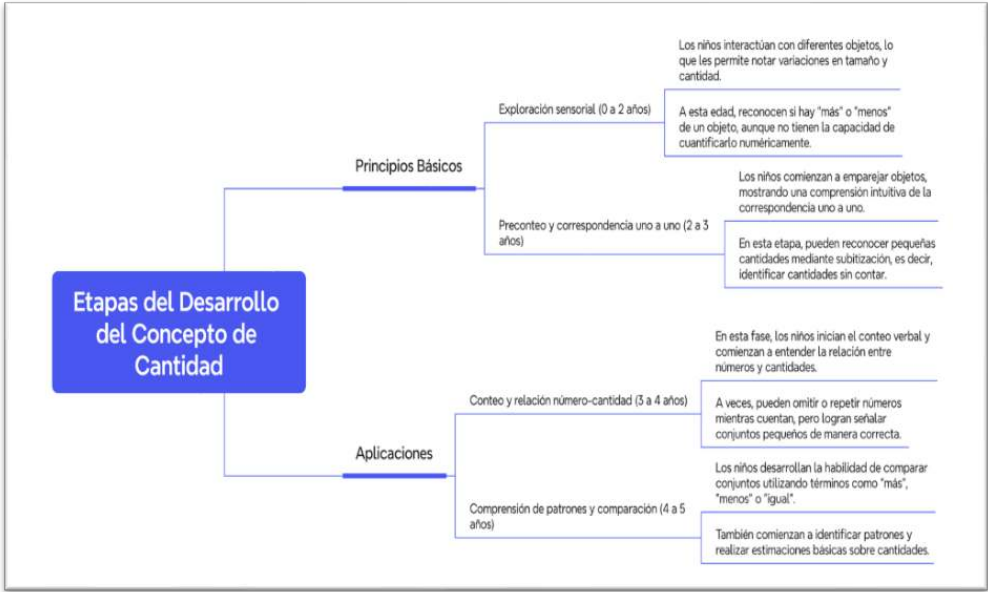 Etapas del Desarrollo
del Concepto de
Cantidad
Principios Básicos
Exploración sensorial (0 a 2 años)
Los niños interactúan con diferentes objetos, lo
que les permite notar variaciones en tamaño y
cantidad.
A esta edad, reconocen si hay "más" o "menos"
de un objeto, aunque no tienen la capacidad de
cuantificarlo numéricamente.
Preconteo y correspondencia uno a uno (2 a 3
años)
Los niños comienzan a emparejar objetos,
mostrando una comprensión intuitiva de la
correspondencia uno a uno.
En esta etapa, pueden reconocer pequeñas
cantidades mediante subitización, es decir,
identificar cantidades sin contar.
Aplicaciones
Conteo y relación número-cantidad (3 a 4 años)
En esta fase, los niños inician el conteo verbal y
comienzan a entender la relación entre
números y cantidades.
A veces, pueden omitir o repetir números
mientras cuentan, pero logran señalar
conjuntos pequeños de manera correcta.
Comprensión de patrones y comparación (4 a 5
años)
Los niños desarrollan la habilidad de comparar
conjuntos utilizando términos como "más",
"menos" o "igual".
También comienzan a identificar patrones y
realizar estimaciones básicas sobre cantidades.